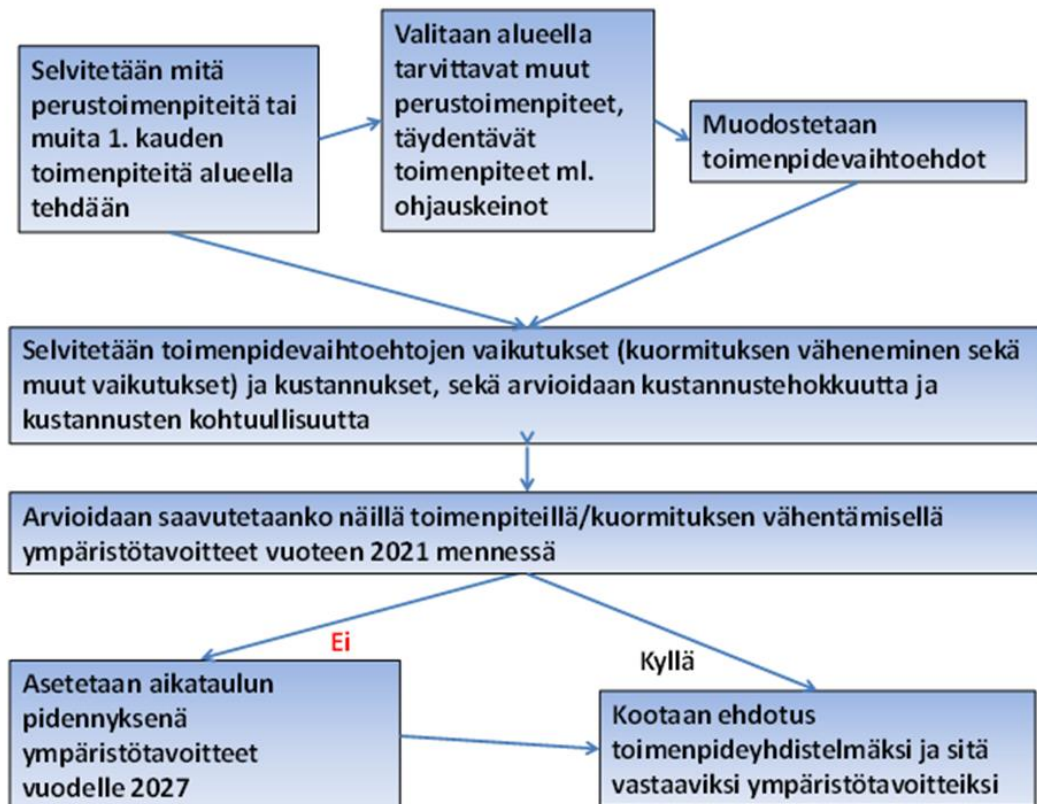 Selvitetään mitä
perustoimenpiteitä tai
muita 1. kauden
toimenpiteitä alueella
tehdään
Valitaan alueella
tarvittavat muut
perustoimenpiteet,
täydentävät
toimenpiteet ml.
ohjauskeinot
Muodostetaan
toimenpidevaihtoehdot
Selvitetään toimenpidevaihtoehtojen vaikutukset (kuormituksen väheneminen sekä
muut vaikutukset) ja kustannukset, sekä arvioidaan kustannustehokkuutta ja
kustannusten kohtuullisuutta
Arvioidaan saavutetaanko näillä toimenpiteillä/kuormituksen vähentämisellä
ympäristötavoitteet vuoteen 2021 mennessä
Ei
Kyllä
Asetetaan aikataulun
pidennyksenä
ympäristötavoitteet
vuodelle 2027
Kootaan ehdotus
toimenpideyhdistelmäksi ja sitä
vastaaviksi ympäristötavoitteiksi